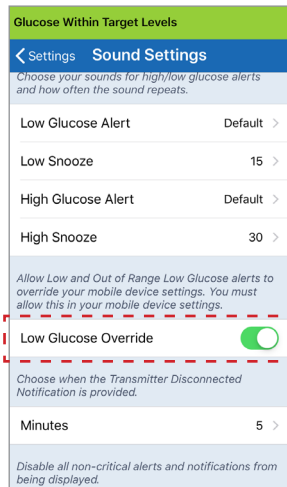 Glucose Within Target Levels
Settings Sound Settings
Choose your sounds for high/low glucose alerts
and how often the sound repeats.
Low Glucose Alert Default
Low Snooze 15
High Glucose Alert Default
High Snooze 30
Allow Low and Out of Range Low Glucose alerts to
override your mobile device settings. You must
allow this in your mobile device settings.
Low Glucose Override
Choose when the Transmitter Disconnected
Notification is provided.
Minutes 5
Disable all non-critical alerts and notifications from
being displayed.